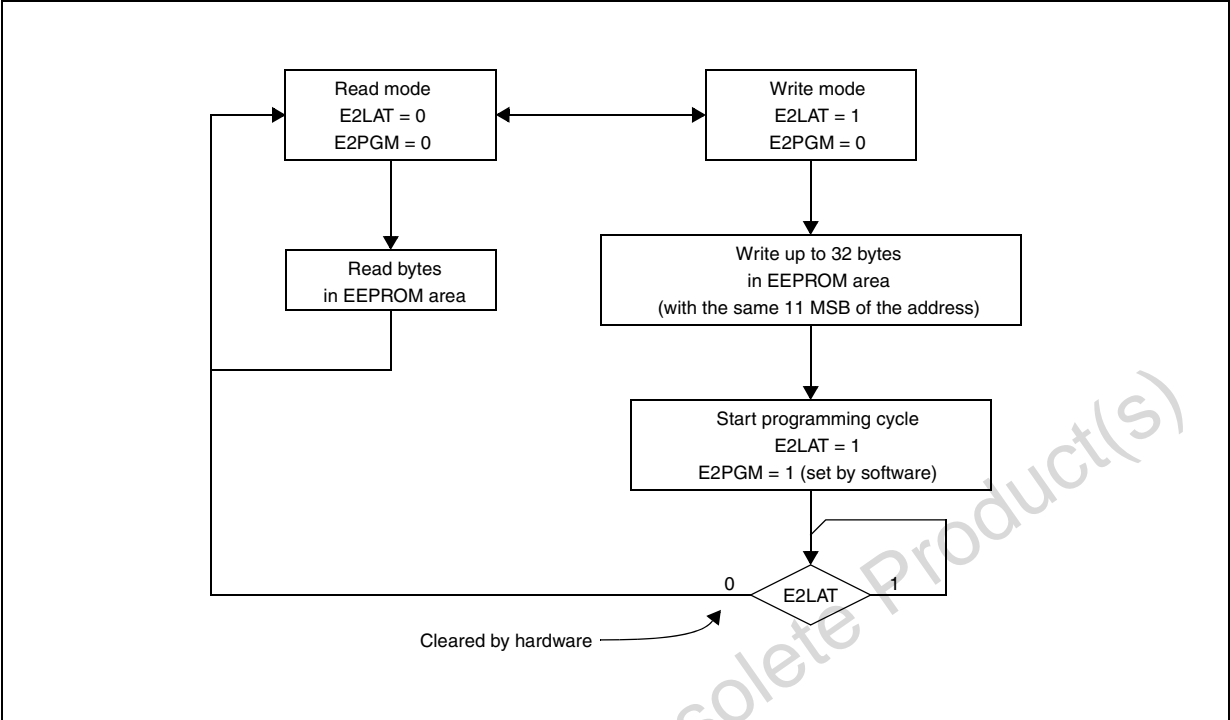 Read mode
E2LAT = 0
E2PGM = 0
Write mode
E2LAT = 1
E2PGM = 0
Read bytes
in EEPROM area
Write up to 32 bytes
in EEPROM area
(with the same 11 MSB of the address)
Start programming cycle
E2LAT = 1
E2PGM = 1 (set by software)
0
E2LAT
1
Cleared by hardware
solete Product(s)